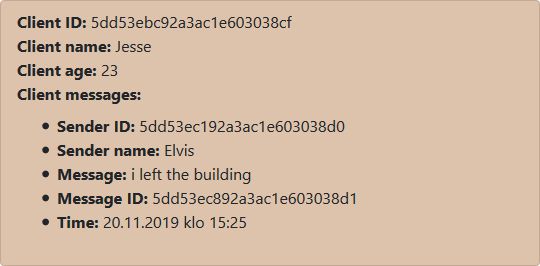 Client ID: 5dd53ebc92a3ac1e603038cf
Client name: Jesse
Client age: 23
Client messages:
• Sender ID: 5dd53ec192a3ac1e603038d0
• Sender name: Elvis
• Message: i left the building
• Message ID: 5dd53ec892a3ac1e603038d1
• Time: 20.11.2019 klo 15:25